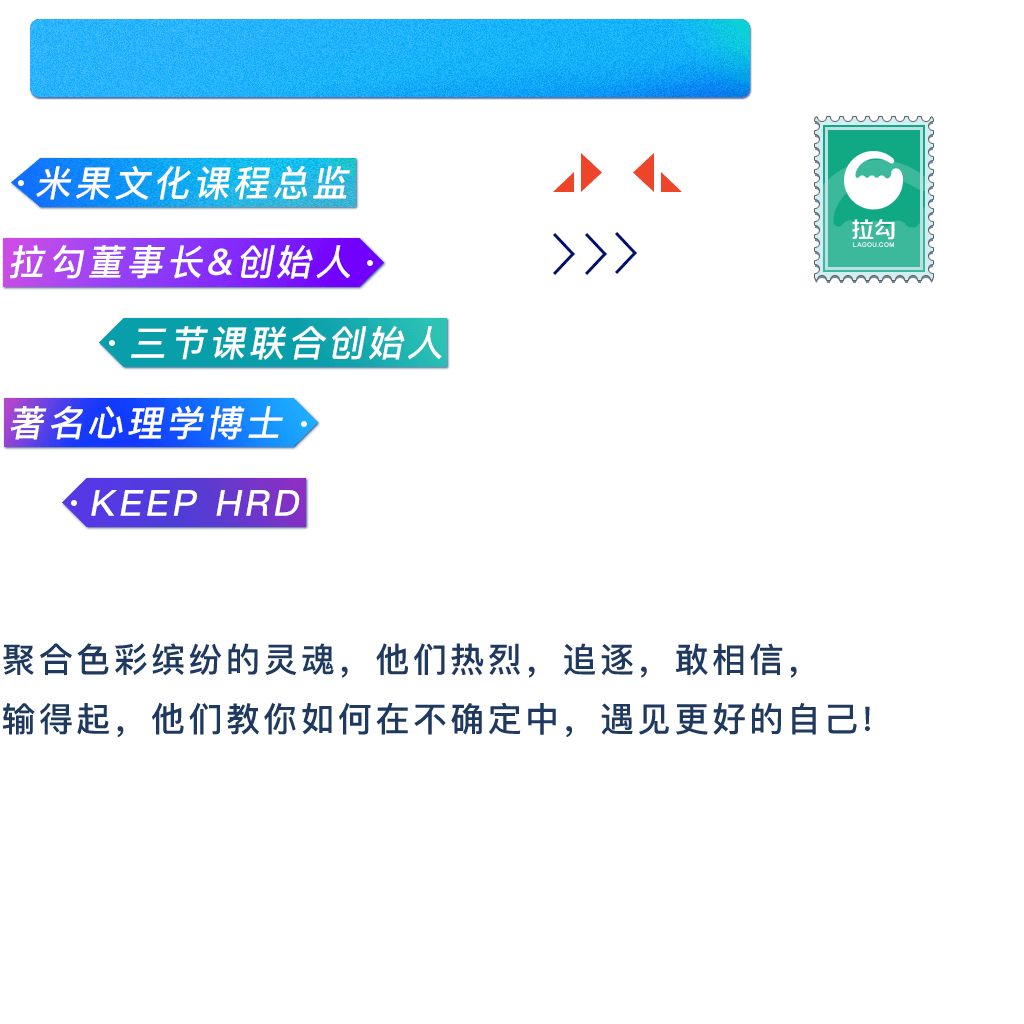 米果文化课程总监
拉勾
LAGOU.COM
拉勾董事长&创始人
三节课联合创始人
著名心理学博士
KEEP HRD
聚合色彩缤纷的灵魂，他们热烈，追逐，敢相信，
输得起，他们教你如何在不确定中，遇见更好的自己!